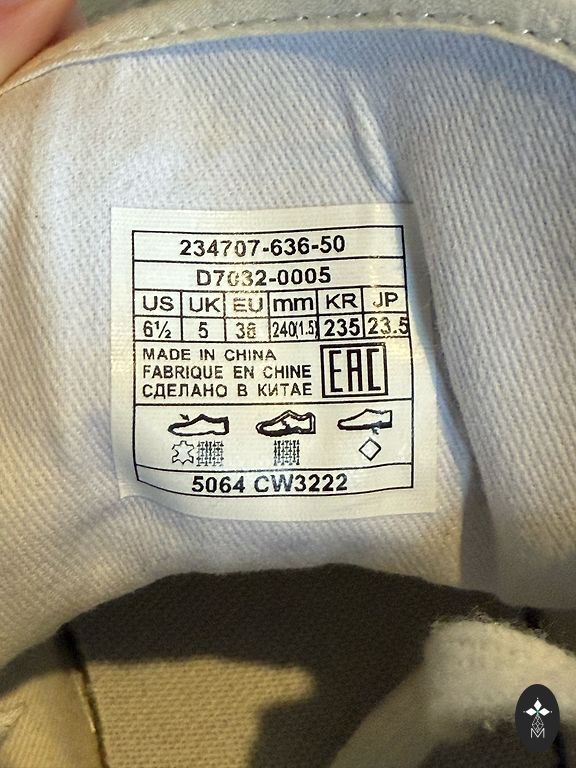 234707-636-50
D7032-0005
US UK EU mm KR JP
6½ 5 38 240(1.5) 235 23.5
MADE IN CHINA
FABRIQUE EN CHINE
СДЕЛАНО В КИТАЕ
EAC
5064 CW3222
M